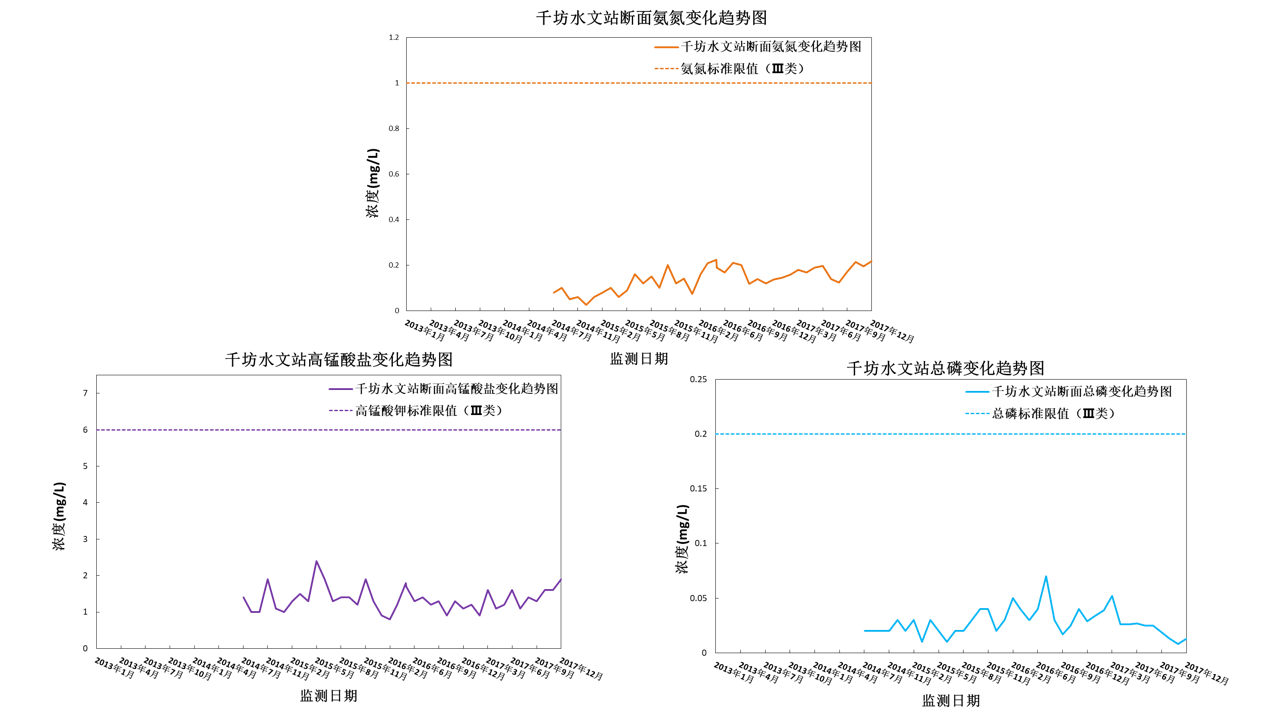 千坊水文站断面氨氮变化趋势图
千坊水文站断面氨氮变化趋势图
氨氮标准限值（Ⅲ类）
1.2
1
0.8
0.6
0.4
0.2
0
浓度(mg/L)
2013年1月
2013年4月
2013年7月
2013年10月
2014年1月
2014年4月
2014年7月
2014年11月
2015年2月
2015年5月
2015年8月
2015年11月
2016年2月
2016年6月
2016年9月
2016年12月
2017年3月
2017年6月
2017年9月
2017年12月
监测日期
千坊水文站高锰酸盐变化趋势图
千坊水文站断面高锰酸盐变化趋势图
高锰酸钾标准限值（Ⅲ类）
7
6
5
4
3
2
1
0
浓度(mg/L)
2013年1月
2013年4月
2013年7月
2013年10月
2014年1月
2014年4月
2014年7月
2014年11月
2015年2月
2015年5月
2015年8月
2015年11月
2016年2月
2016年6月
2016年9月
2016年12月
2017年3月
2017年6月
2017年9月
2017年12月
监测日期
千坊水文站总磷变化趋势图
千坊水文站断面总磷变化趋势图
总磷标准限值（Ⅲ类）
0.25
0.2
0.15
0.1
0.05
0
浓度(mg/L)
2013年1月
2013年4月
2013年7月
2013年10月
2014年1月
2014年4月
2014年7月
2014年11月
2015年2月
2015年5月
2015年8月
2015年11月
2016年2月
2016年6月
2016年9月
2016年12月
2017年3月
2017年6月
2017年9月
2017年12月
监测日期